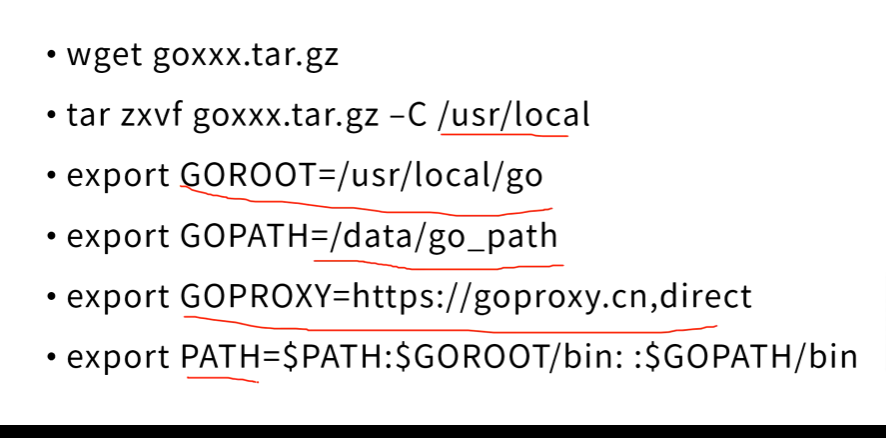 • wget goxxx.tar.gz
• tar zxvf goxxx.tar.gz –C /usr/local
• export GOROOT=/usr/local/go
• export GOPATH=/data/go_path
• export GOPROXY=https://goproxy.cn,direct
• export PATH=$PATH:$GOROOT/bin: :$GOPATH/bin